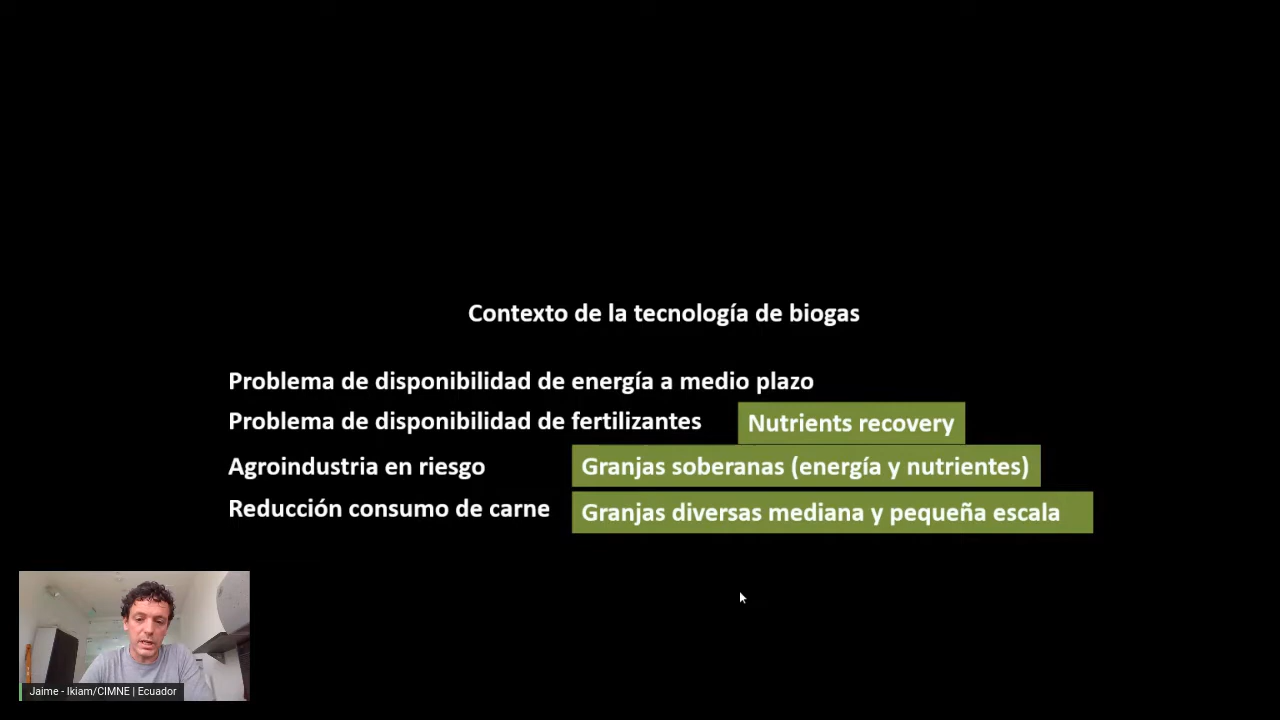 Contexto de la tecnología de biogas
Problema de disponibilidad de energía a medio plazo
Problema de disponibilidad de fertilizantes Nutrients recovery
Agroindustria en riesgo Granjas soberanas (energía y nutrientes)
Reducción consumo de carne Granjas diversas mediana y pequeña escala
Jaime - Ikiam/CIMNE | Ecuador